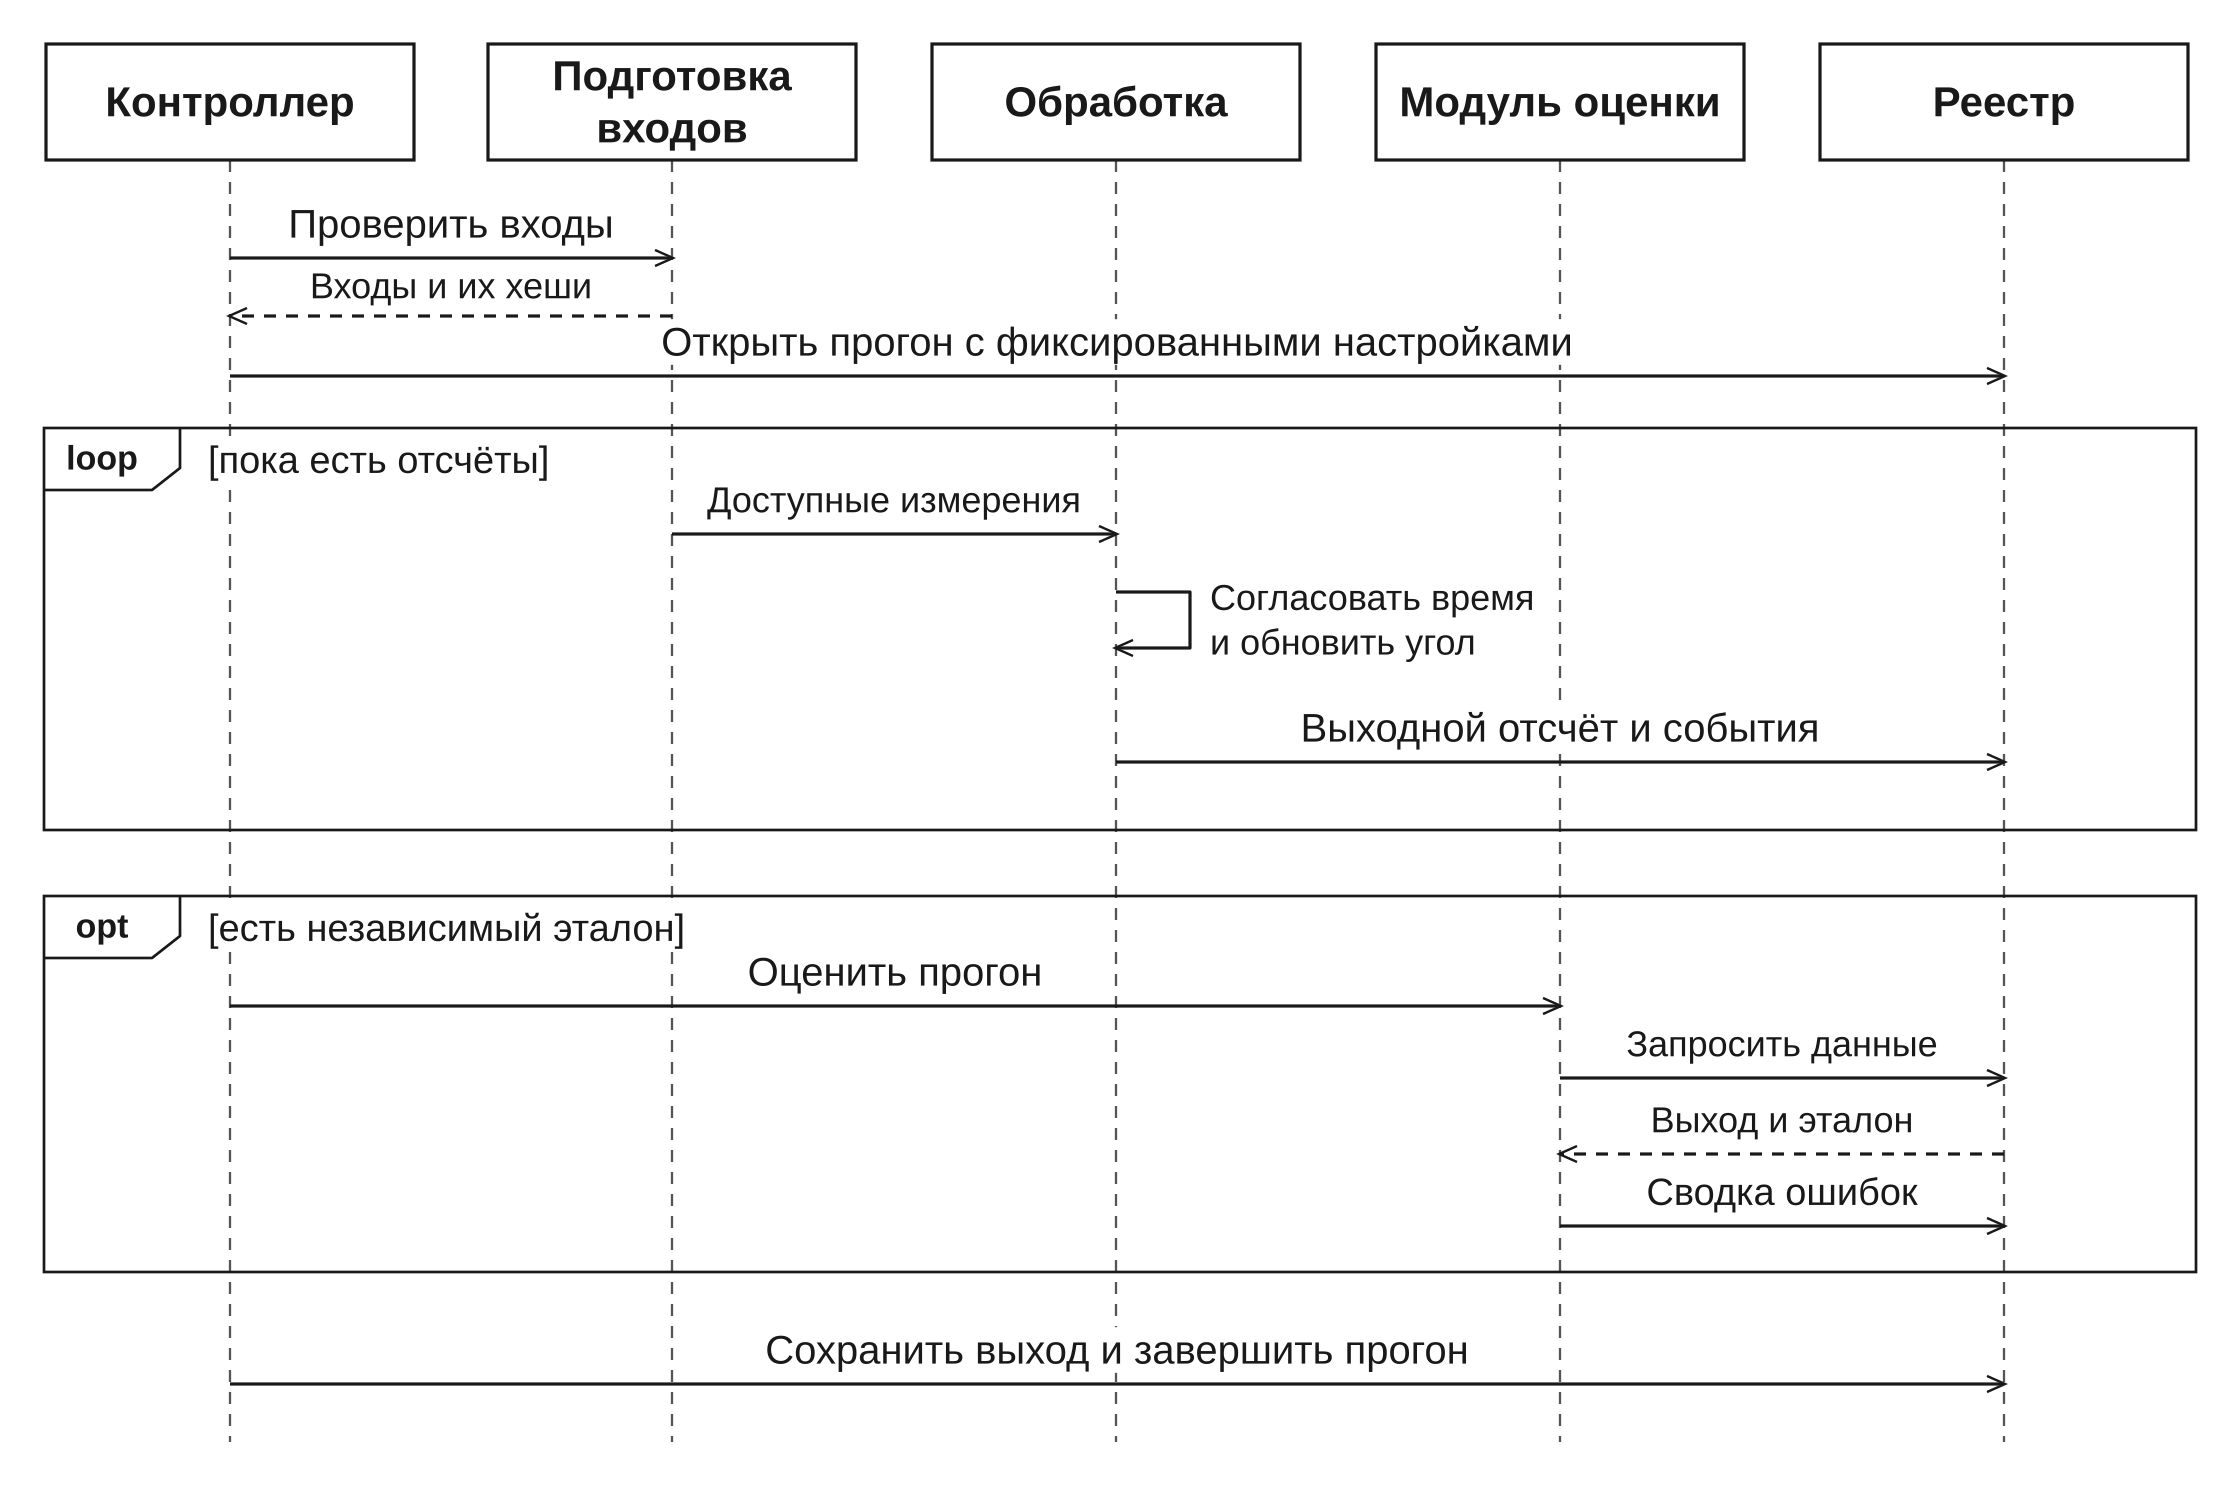 Контроллер
Подготовка
входов
Обработка
Модуль оценки
Реестр
Проверить входы
Входы и их хеши
Открыть прогон с фиксированными настройками
loop
[пока есть отсчёты]
Доступные измерения
Согласовать время
и обновить угол
Выходной отсчёт и события
opt
[есть независимый эталон]
Оценить прогон
Запросить данные
Выход и эталон
Сводка ошибок
Сохранить выход и завершить прогон